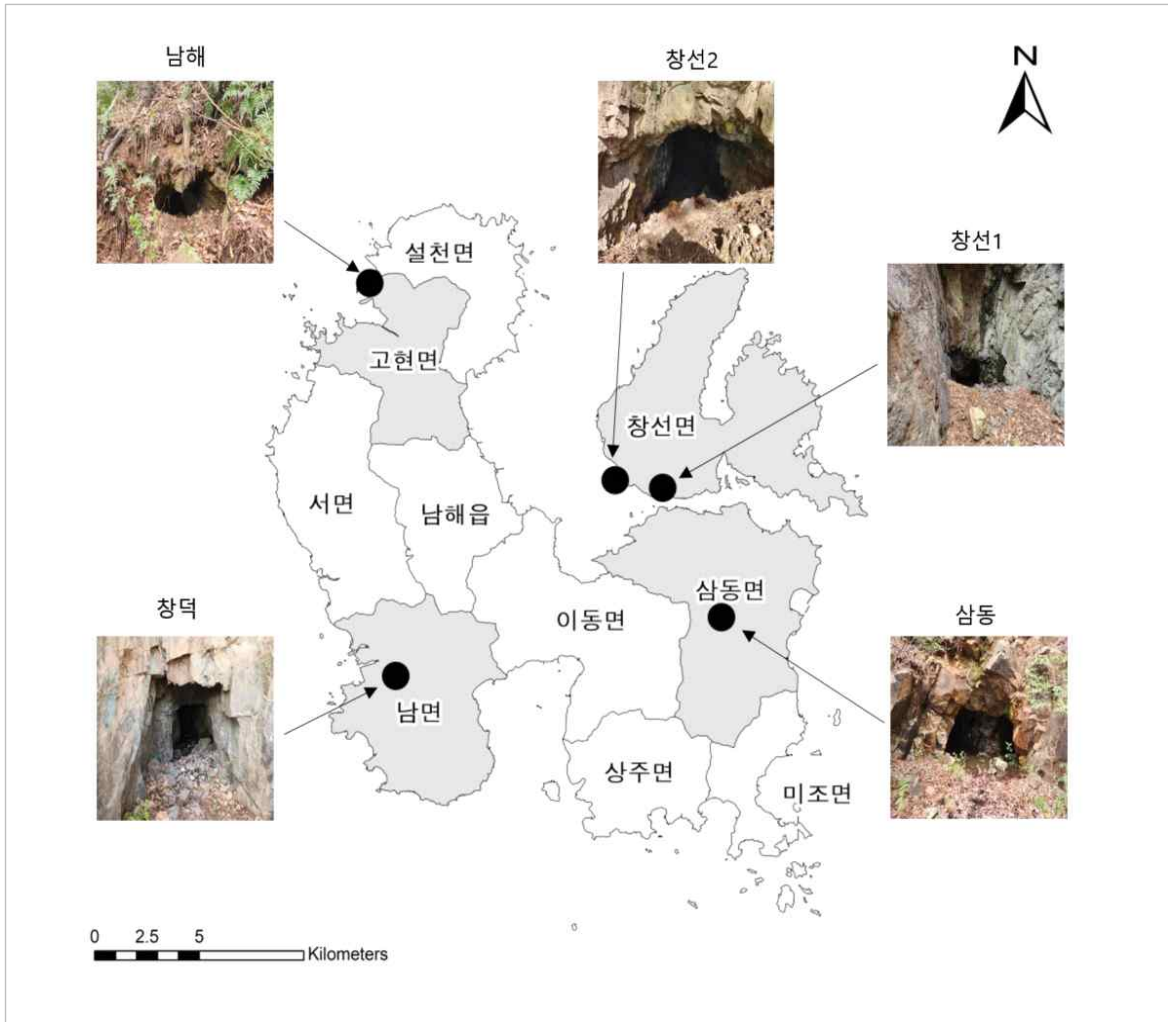 남해
창선2
N
창선1
설천면
고현면
창선면
서면
남해읍
삼동면
이동면
창덕
삼동
남면
상주면
미조면
0 2.5 5
Kilometers